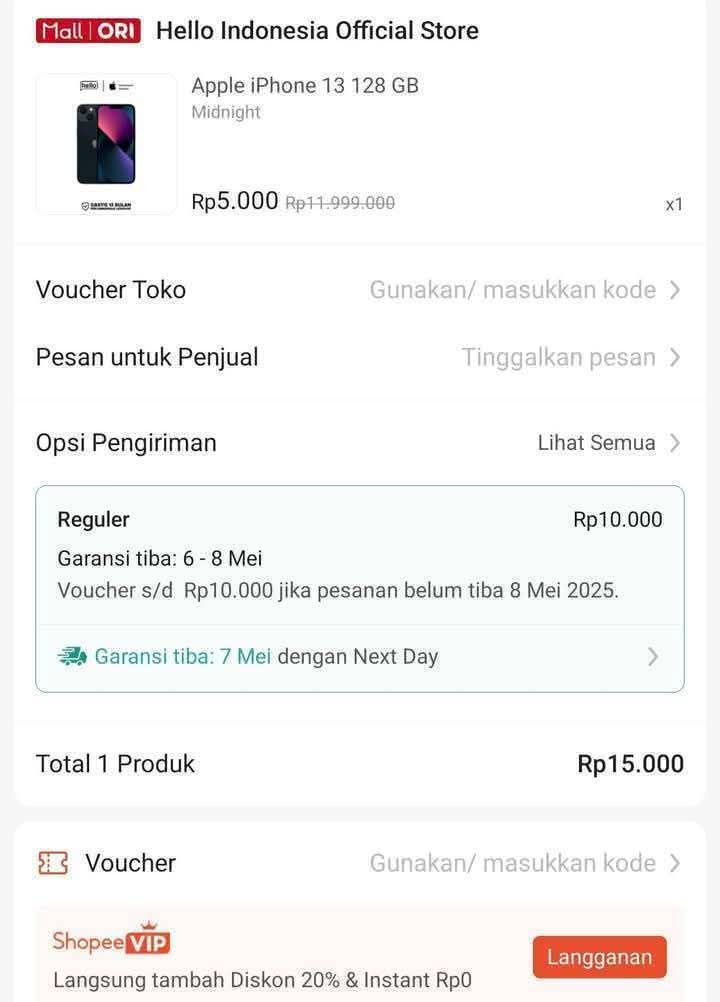 Mall | ORI Hello Indonesia Official Store
hello
Apple iPhone 13 128 GB
Midnight
Rp5.000 Rp11.999.000 x1
Voucher Toko Gunakan/ masukkan kode
Pesan untuk Penjual Tinggalkan pesan
Opsi Pengiriman Lihat Semua
Reguler Rp10.000
Garansi tiba: 6 - 8 Mei
Voucher s/d Rp10.000 jika pesanan belum tiba 8 Mei 2025.
Garansi tiba: 7 Mei dengan Next Day
Total 1 Produk Rp15.000
Voucher Gunakan/ masukkan kode
Shopee VIP
Langganan
Langsung tambah Diskon 20% & Instant Rp0